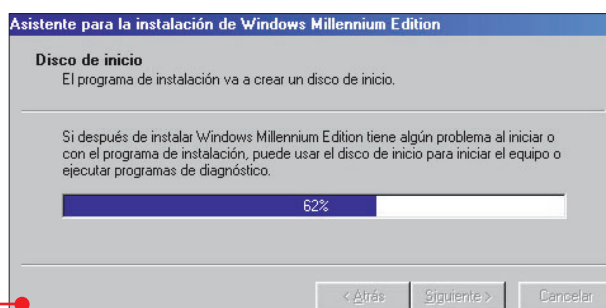 Asistente para la instalación de Windows Millennium Edition
Disco de inicio
El programa de instalación va a crear un disco de inicio.
Si después de instalar Windows Millennium Edition tiene algún problema al iniciar o
con el programa de instalación, puede usar el disco de inicio para iniciar el equipo o
ejecutar programas de diagnóstico.
62%
< Atrás
Siguiente >
Cancelar